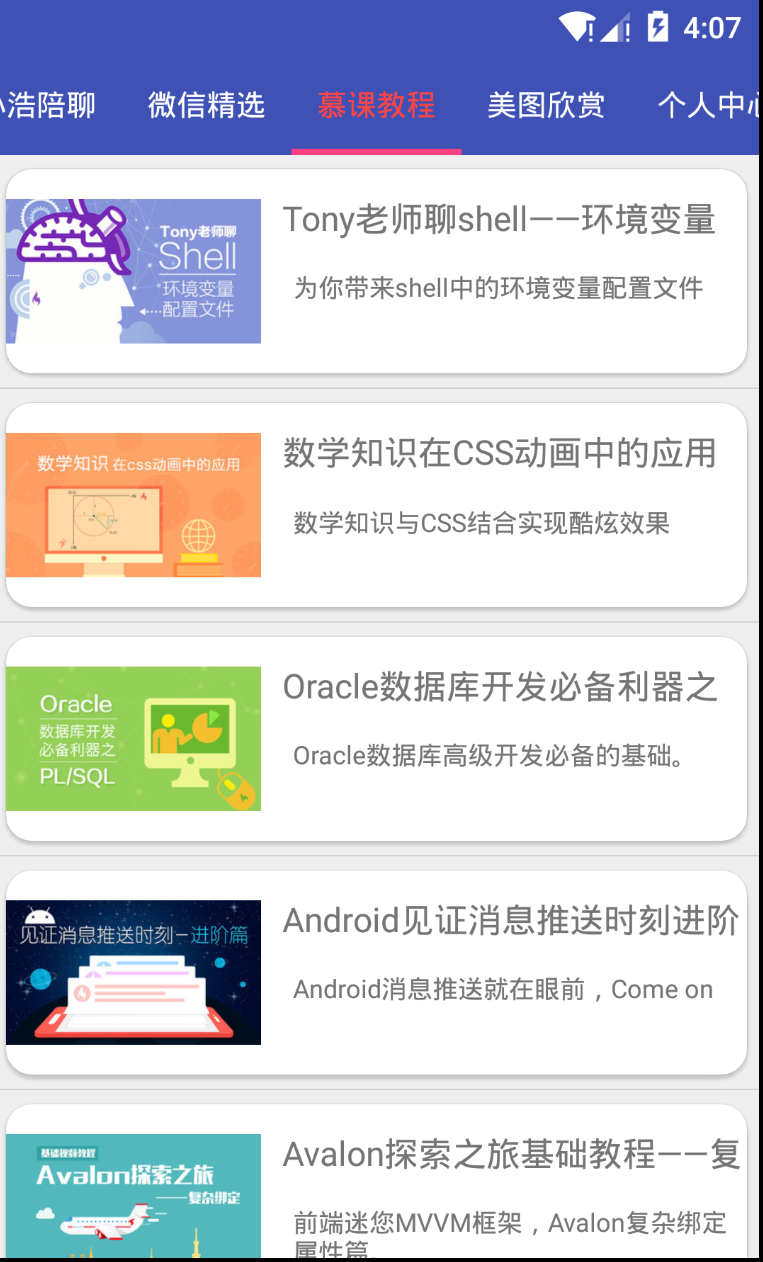 4:07
浩陪聊 微信精选 慕课教程 美图欣赏 个人中心
Tony老师聊
Shell
环境变量
配置文件
Tony老师聊shell——环境变量
为你带来shell中的环境变量配置文件
数学知识 在css动画中的应用
数学知识在CSS动画中的应用
数学知识与CSS结合实现酷炫效果
Oracle
数据库开发
必备利器之
PL/SQL
Oracle数据库开发必备利器之
Oracle数据库高级开发必备的基础。
见证消息推送时刻-进阶篇
Android见证消息推送时刻进阶
Android消息推送就在眼前，Come on
基础视频教程
Avalon探索之旅
——复杂绑定
Avalon探索之旅基础教程——复
前端迷您MVVM框架，Avalon复杂绑定
属性篇